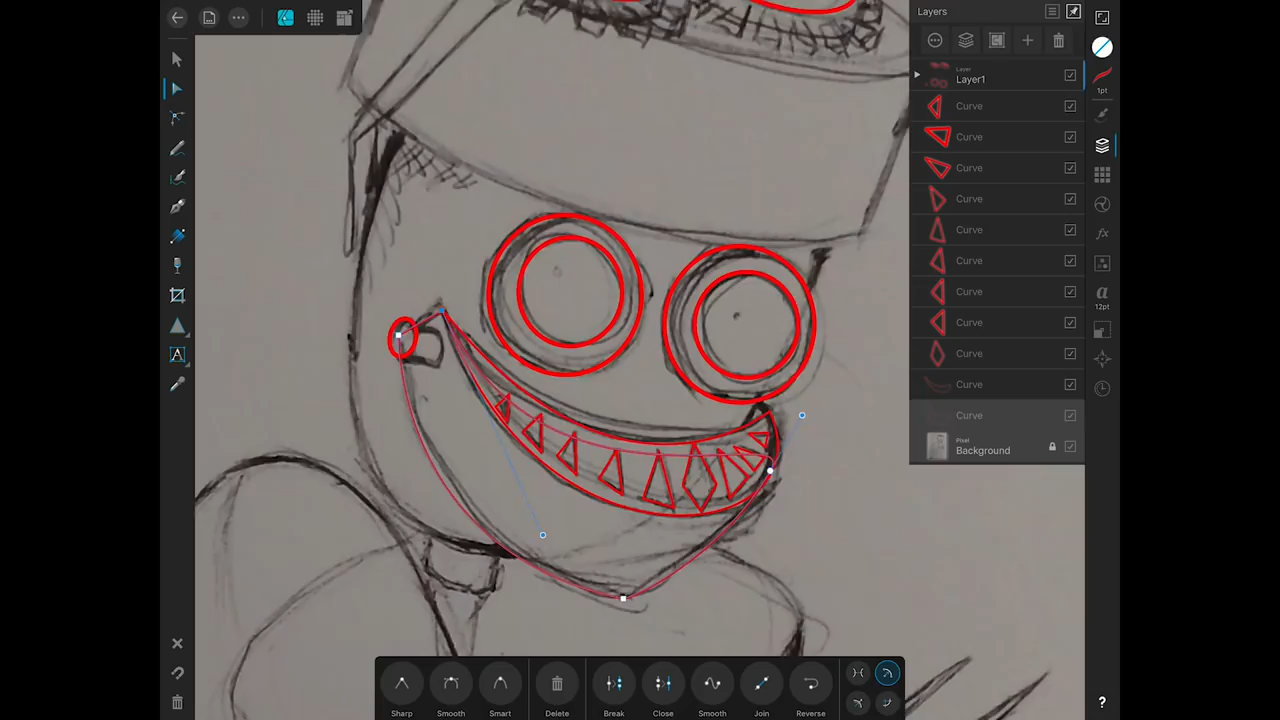 Layers
Layer
Layer1
1pt
Curve
Curve
Curve
Curve
Curve
fx
Curve
Curve
a
12pt
Curve
Curve
Curve
Curve
Pixel
Background
A
Sharp
Smooth
Smart
Delete
Break
Close
Smooth
Join
Reverse
?